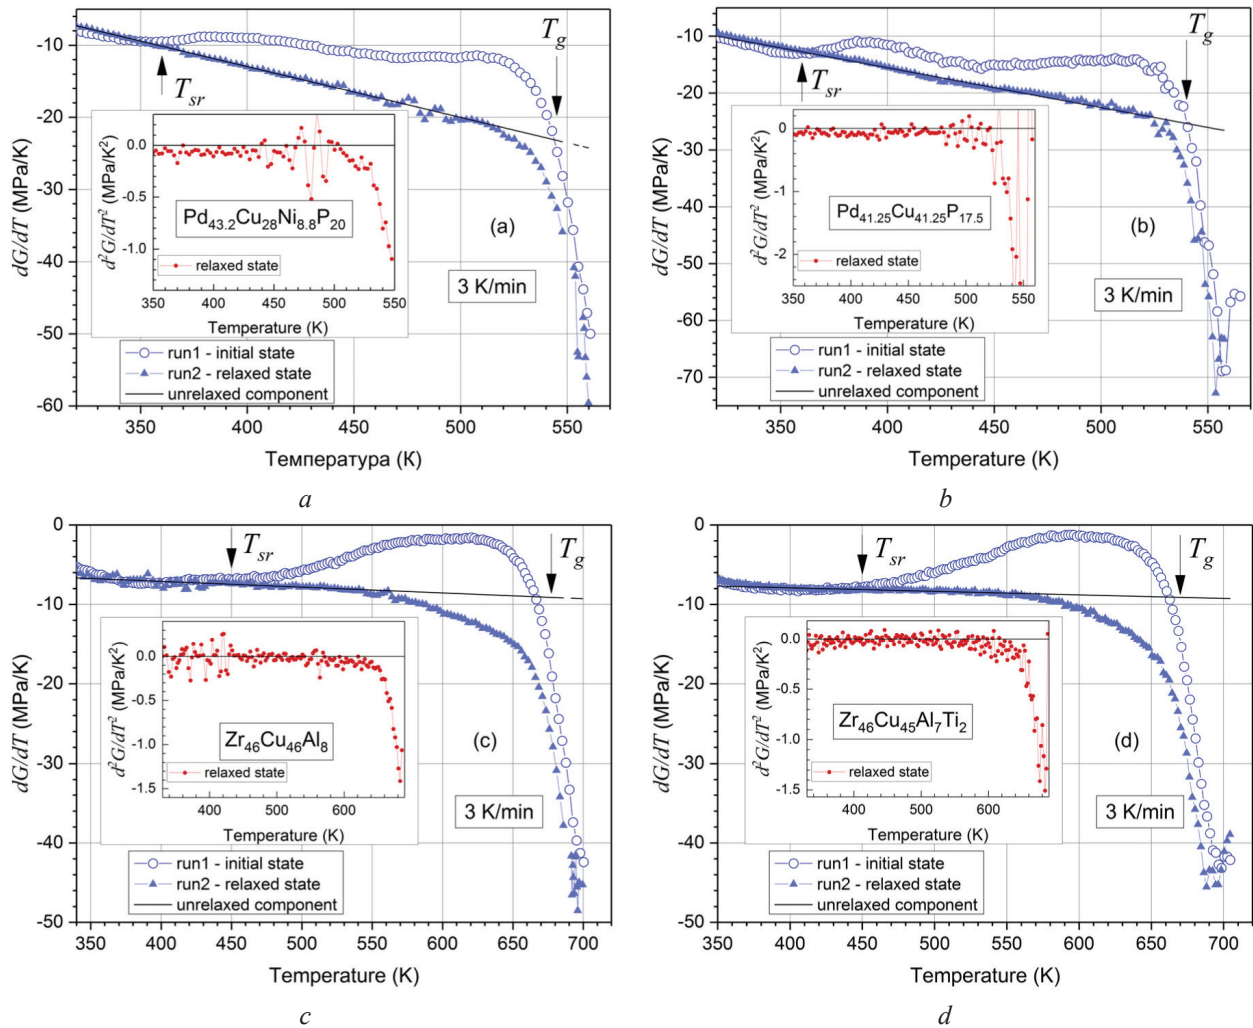 -10
-20
-30
-40
-50
-60
dG/dT (MPa/K)
350
400
450
500
550
Температура (К)
T_sr
T_g
(a)
3 K/min
0.0
-0.5
-1.0
d²G/dT² (MPa/K²)
Pd43.2Cu28Ni8.8P20
relaxed state
350
400
450
500
550
Temperature (K)
run1 - initial state
run2 - relaxed state
unrelaxed component
a
-10
-20
-30
-40
-50
-60
-70
dG/dT (MPa/K)
350
400
450
500
550
Temperature (K)
T_sr
T_g
(b)
3 K/min
0
-1
-2
d²G/dT² (MPa/K²)
Pd41.25Cu41.25P17.5
relaxed state
350
400
450
500
550
Temperature (K)
run1 - initial state
run2 - relaxed state
unrelaxed component
b
0
-10
-20
-30
-40
-50
dG/dT (MPa/K)
350
400
450
500
550
600
650
700
Temperature (K)
T_sr
T_g
(c)
3 K/min
0.0
-0.5
-1.0
-1.5
d²G/dT² (MPa/K²)
Zr46Cu46Al8
relaxed state
400
500
600
Temperature (K)
run1 - initial state
run2 - relaxed state
unrelaxed component
c
0
-10
-20
-30
-40
-50
dG/dT (MPa/K)
350
400
450
500
550
600
650
700
Temperature (K)
T_sr
T_g
(d)
3 K/min
0.0
-0.5
-1.0
-1.5
d²G/dT² (MPa/K²)
Zr46Cu45Al7Ti2
relaxed state
400
500
600
Temperature (K)
run1 - initial state
run2 - relaxed state
unrelaxed component
d